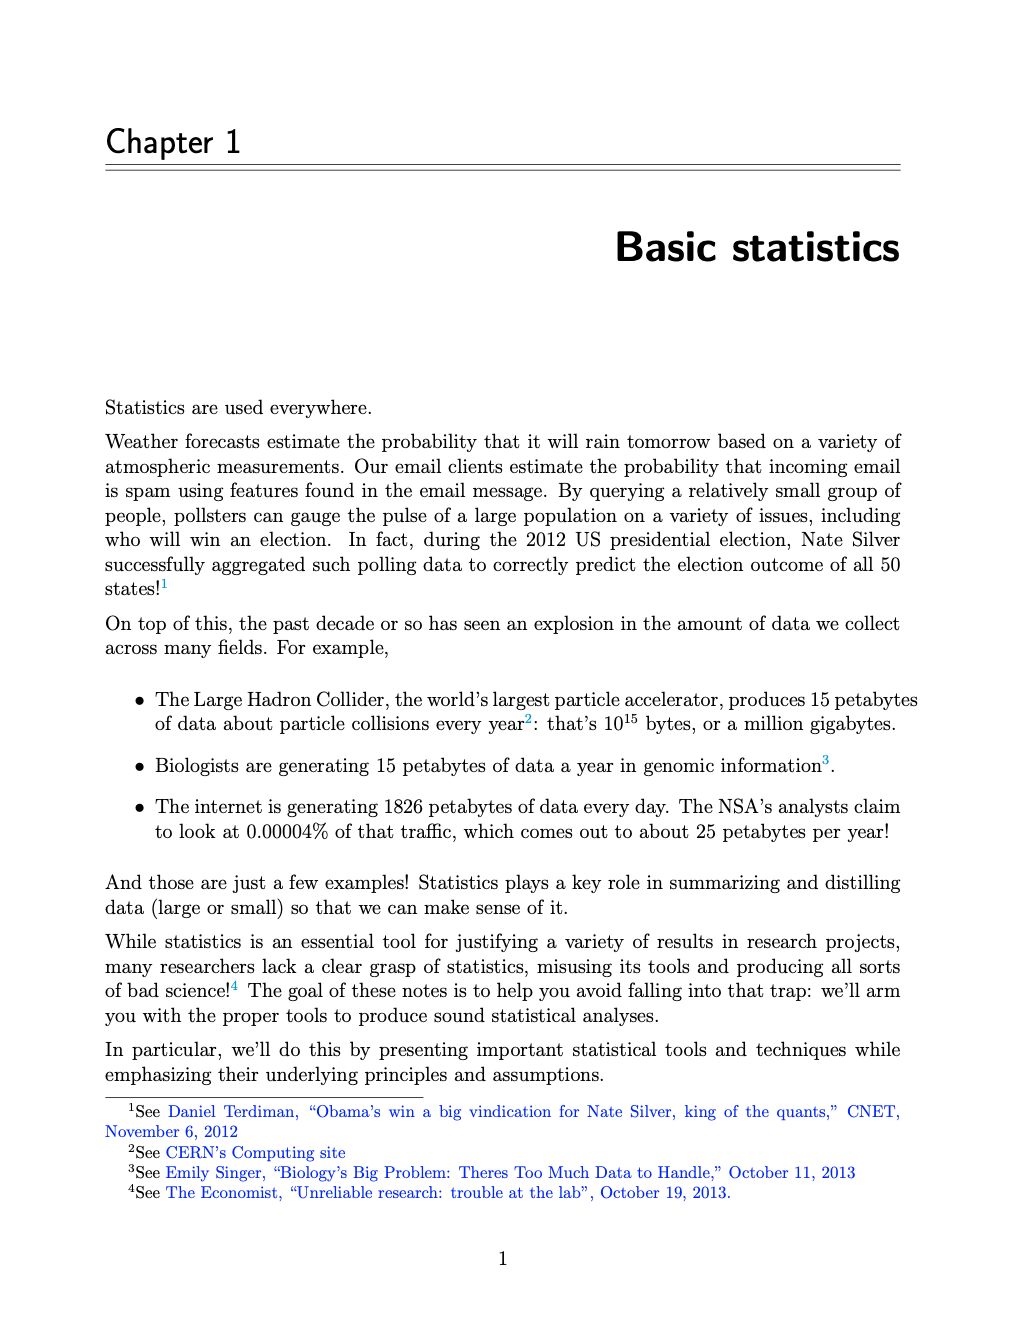 Chapter 1
Basic statistics
Statistics are used everywhere.
Weather forecasts estimate the probability that it will rain tomorrow based on a variety of
atmospheric measurements. Our email clients estimate the probability that incoming email
is spam using features found in the email message. By querying a relatively small group of
people, pollsters can gauge the pulse of a large population on a variety of issues, including
who will win an election. In fact, during the 2012 US presidential election, Nate Silver
successfully aggregated such polling data to correctly predict the election outcome of all 50
states!¹
On top of this, the past decade or so has seen an explosion in the amount of data we collect
across many fields. For example,
• The Large Hadron Collider, the world's largest particle accelerator, produces 15 petabytes
of data about particle collisions every year²: that's 10¹⁵ bytes, or a million gigabytes.
• Biologists are generating 15 petabytes of data a year in genomic information³.
• The internet is generating 1826 petabytes of data every day. The NSA's analysts claim
to look at 0.00004% of that traffic, which comes out to about 25 petabytes per year!
And those are just a few examples! Statistics plays a key role in summarizing and distilling
data (large or small) so that we can make sense of it.
While statistics is an essential tool for justifying a variety of results in research projects,
many researchers lack a clear grasp of statistics, misusing its tools and producing all sorts
of bad science!⁴ The goal of these notes is to help you avoid falling into that trap: we'll arm
you with the proper tools to produce sound statistical analyses.
In particular, we'll do this by presenting important statistical tools and techniques while
emphasizing their underlying principles and assumptions.
¹See Daniel Terdiman, “Obama's win a big vindication for Nate Silver, king of the quants,” CNET,
November 6, 2012
²See CERN's Computing site
³See Emily Singer, “Biology's Big Problem: Theres Too Much Data to Handle,” October 11, 2013
⁴See The Economist, “Unreliable research: trouble at the lab”, October 19, 2013.
1